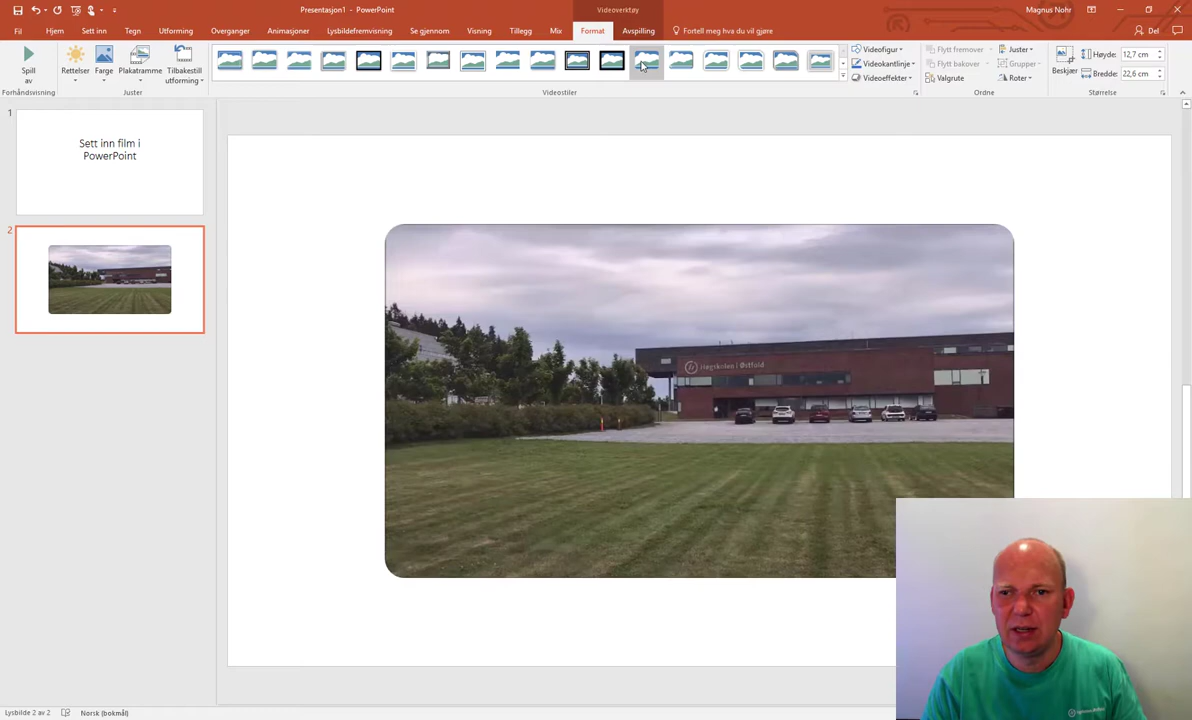 Presentasjon1 - PowerPoint
Videoverktøy
Magnus Nohr
Fil
Hjem
Sett inn
Tegn
Utforming
Overganger
Animasjoner
Lysbildefremvisning
Se gjennom
Visning
Tillegg
Mix
Format
Avspilling
Fortell meg hva du vil gjøre
Del
Spill av
Rettelser
Farge
Plakatramme
Tilbakestill utforming
Videofigur
Videokantlinje
Videoeffekter
Flytt fremover
Flytt bakover
Valgrute
Juster
Grupper
Roter
Beskjær
Høyde: 12,7 cm
Bredde: 22,6 cm
Forhåndsvisning
Juster
Videostiler
Ordne
Størrelse
1
Sett inn film i
PowerPoint
2
Høgskolen i Østfold
Lysbilde 2 av 2
Norsk (bokmål)